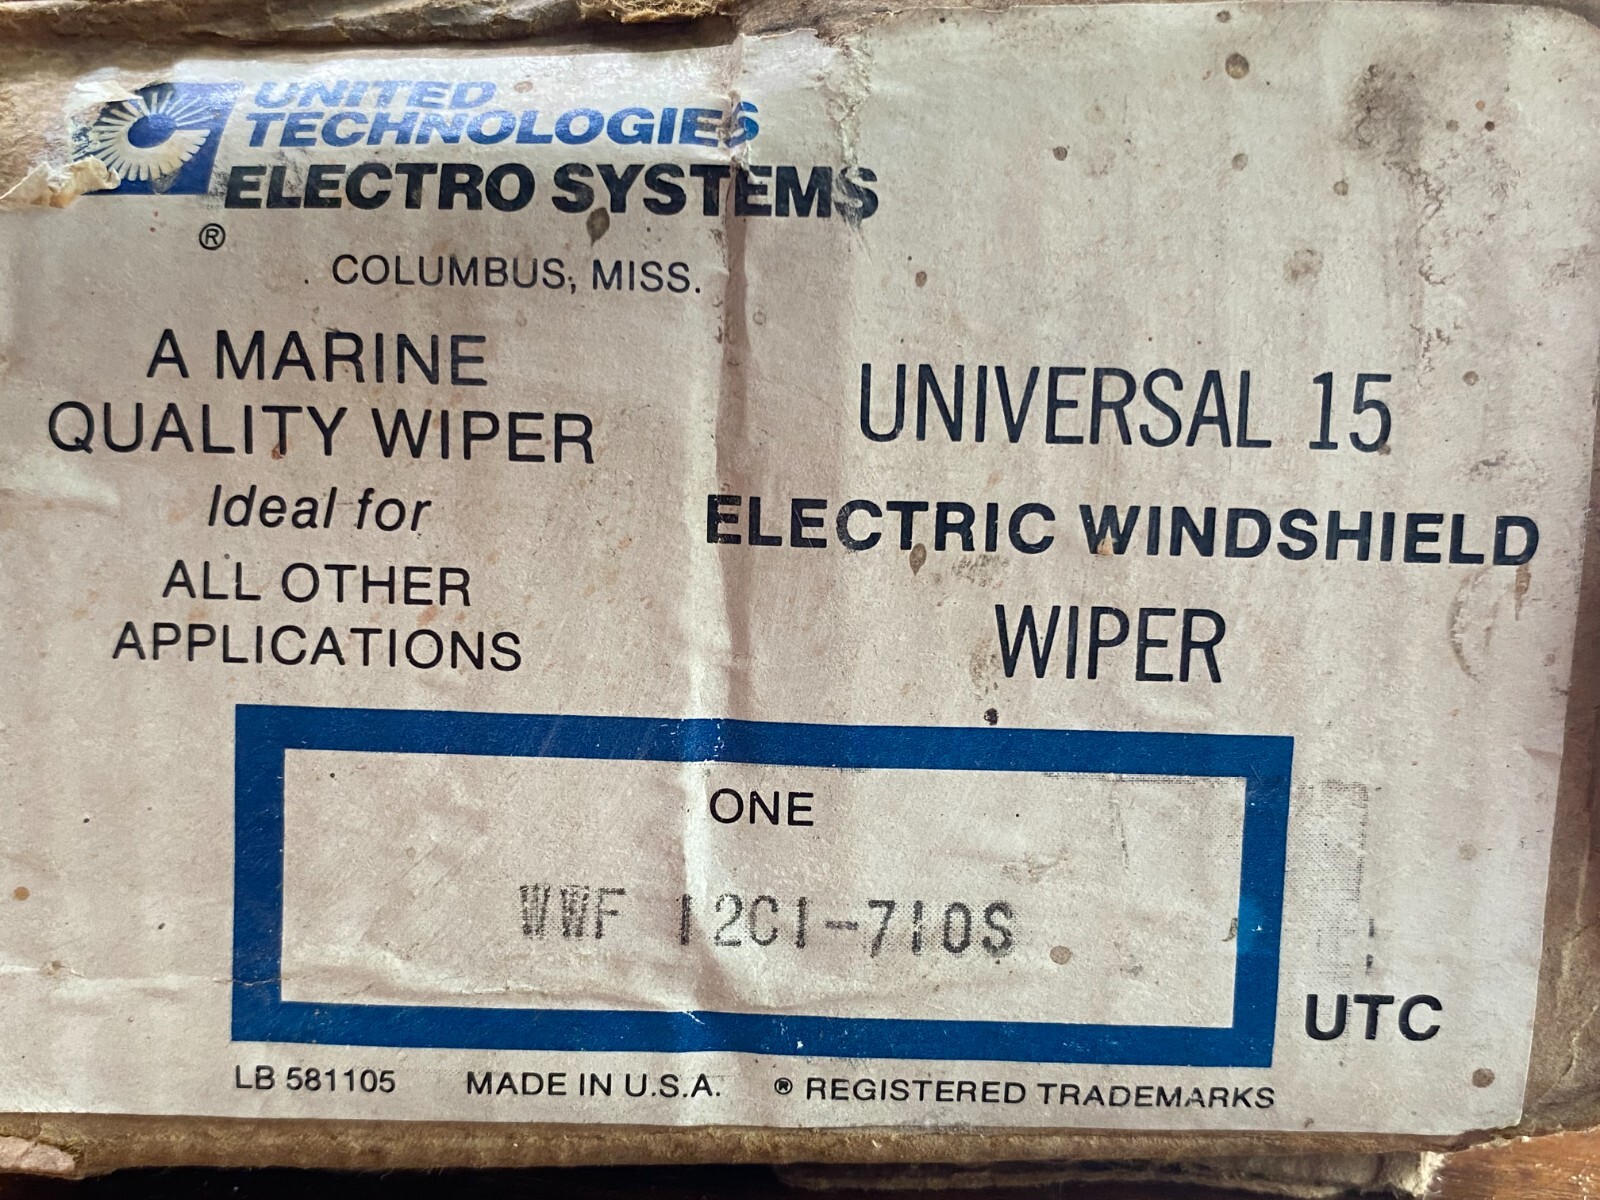 UNITED
TECHNOLOGIES
ELECTRO SYSTEMS
®
COLUMBUS, MISS.
A MARINE
QUALITY WIPER
Ideal for
ALL OTHER
APPLICATIONS
UNIVERSAL 15
ELECTRIC WINDSHIELD
WIPER
ONE
WWF 12C1-710S
UTC
LB 581105 MADE IN U.S.A. ® REGISTERED TRADEMARKS